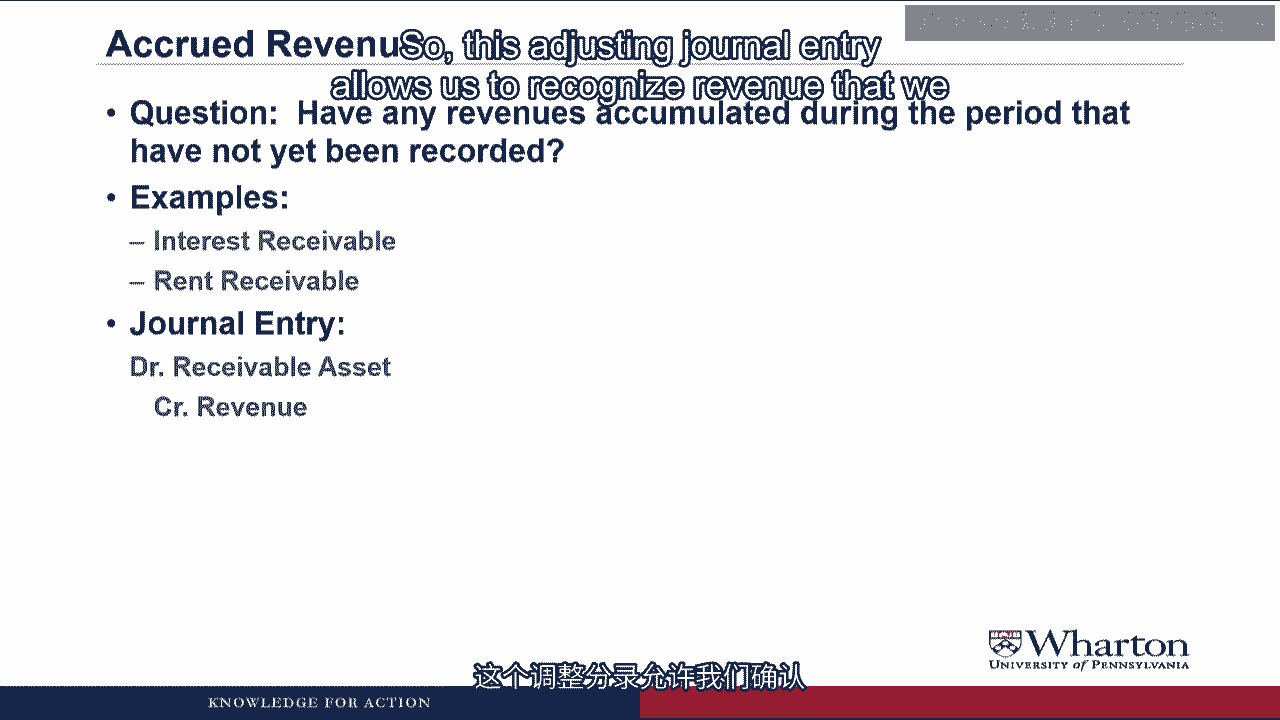 Accrued Revenu
So, this adjusting journal entry
allows us to recognize revenue that we
• Question: Have any revenues accumulated during the period that
have not yet been recorded?
• Examples:
– Interest Receivable
– Rent Receivable
• Journal Entry:
Dr. Receivable Asset
Cr. Revenue
Wharton
UNIVERSITY of PENNSYLVANIA
这个调整分录允许我们确认
KNOWLEDGE FOR ACTION